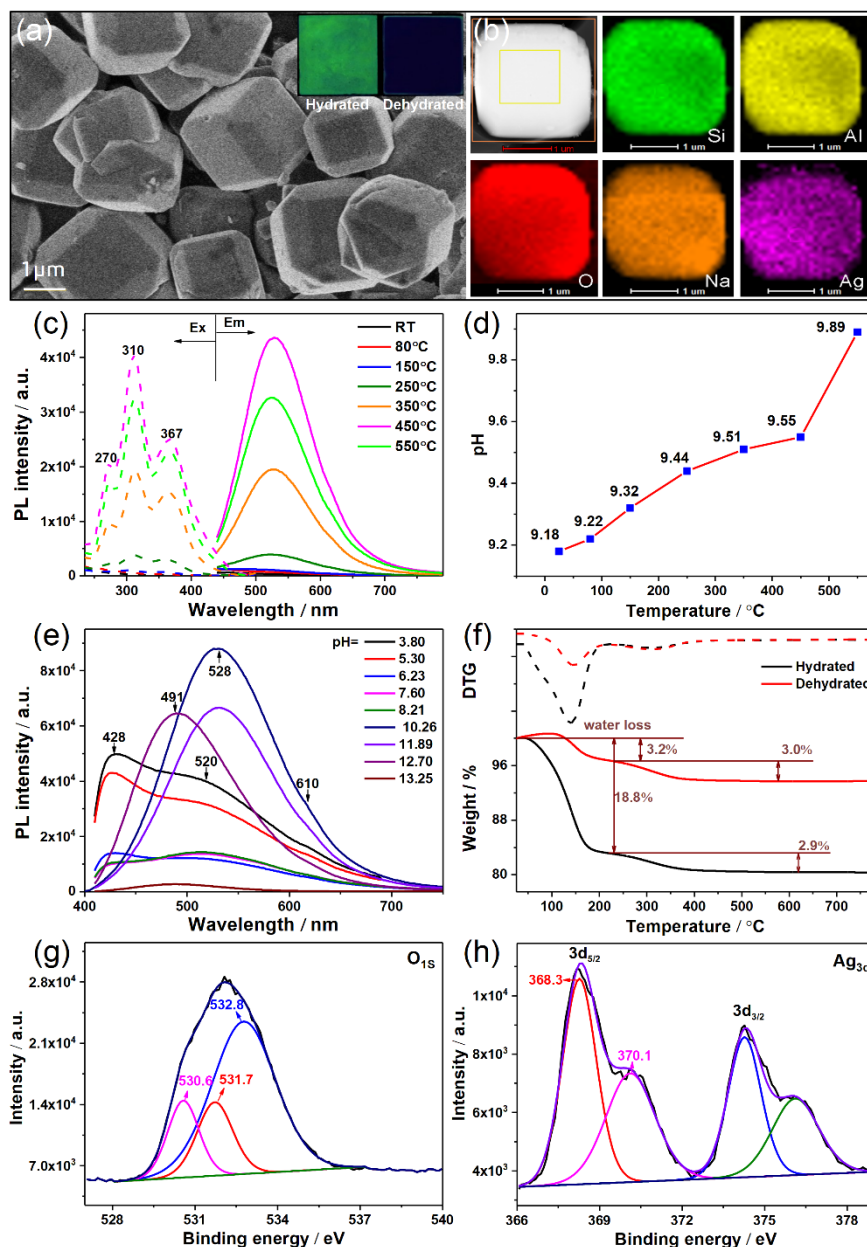 (a)
Hydrated Dehydrated
1μm
(b)
1 um
Si
1 um
Al
1 um
O
1 um
Na
1 um
Ag
1 um
(c)
Ex Em
310
367
270
RT
80°C
150°C
250°C
350°C
450°C
550°C
4x10⁴
3x10⁴
2x10⁴
1x10⁴
0
PL intensity / a.u.
300 400 500 600 700
Wavelength / nm
(d)
9.8
9.6
9.4
9.2
pH
9.18
9.22
9.32
9.44
9.51
9.55
9.89
0 100 200 300 400 500
Temperature / °C
(e)
pH=
3.80
5.30
6.23
7.60
8.21
10.26
11.89
12.70
13.25
428
491
528
520
610
8x10⁴
6x10⁴
4x10⁴
2x10⁴
0
PL intensity / a.u.
400 500 600 700
Wavelength / nm
(f)
DTG
Hydrated
Dehydrated
water loss
3.2%
3.0%
18.8%
2.9%
96
88
80
Weight / %
100 200 300 400 500 600 700
Temperature / °C
(g)
O1S
532.8
530.6
531.7
2.8x10⁴
2.1x10⁴
1.4x10⁴
7.0x10³
Intensity / a.u.
528 531 534 537 540
Binding energy / eV
(h)
Ag3d
3d5/2
368.3
370.1
3d3/2
1x10⁴
8x10³
6x10³
4x10³
Intensity / a.u.
366 369 372 375 378
Binding energy / eV